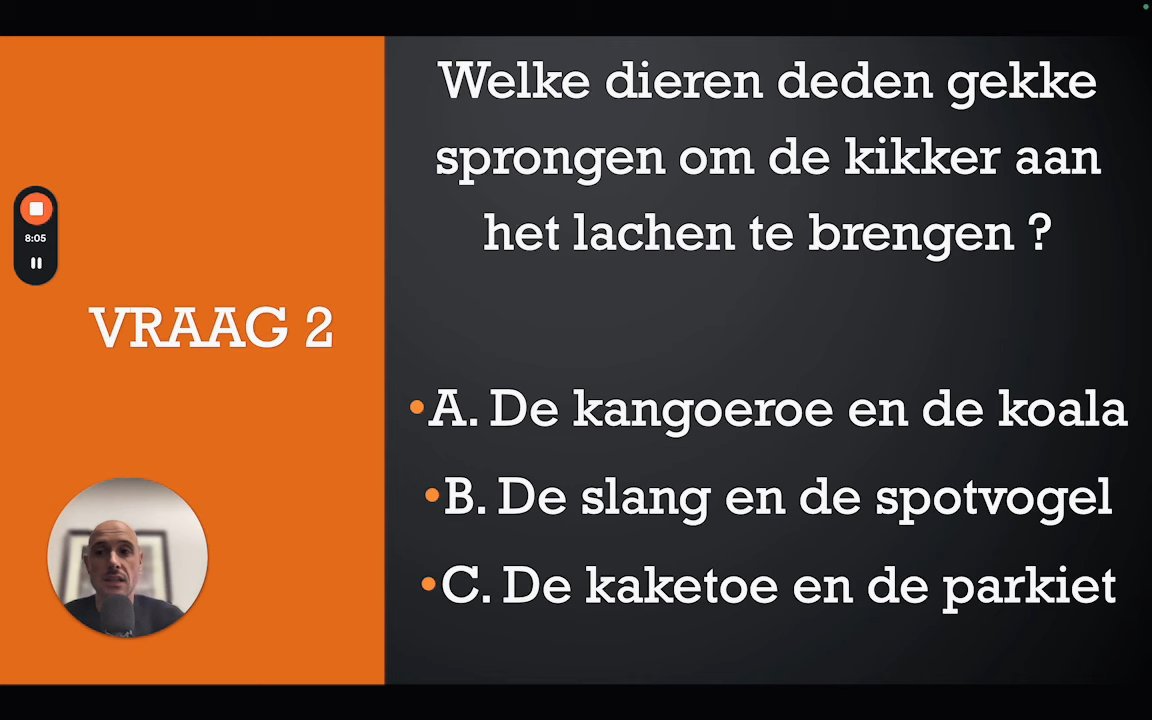 Welke dieren deden gekke
sprongen om de kikker aan
het lachen te brengen ?
8:05
VRAAG 2
•A. De kangoeroe en de koala
•B. De slang en de spotvogel
•C. De kaketoe en de parkiet